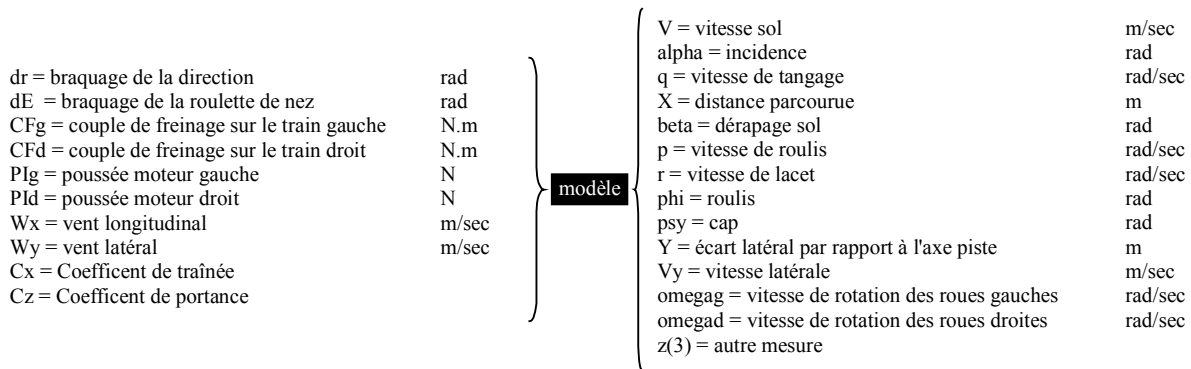 dr = braquage de la direction rad
dE = braquage de la roulette de nez rad
CFg = couple de freinage sur le train gauche N.m
CFd = couple de freinage sur le train droit N.m
PIg = poussée moteur gauche N
PId = poussée moteur droit N
Wx = vent longitudinal m/sec
Wy = vent latéral m/sec
Cx = Coefficent de traînée
Cz = Coefficent de portance
modèle
V = vitesse sol m/sec
alpha = incidence rad
q = vitesse de tangage rad/sec
X = distance parcourue m
beta = dérapage sol rad
p = vitesse de roulis rad/sec
r = vitesse de lacet rad/sec
phi = roulis rad
psy = cap rad
Y = écart latéral par rapport à l'axe piste m
Vy = vitesse latérale m/sec
omegag = vitesse de rotation des roues gauches rad/sec
omegad = vitesse de rotation des roues droites rad/sec
z(3) = autre mesure